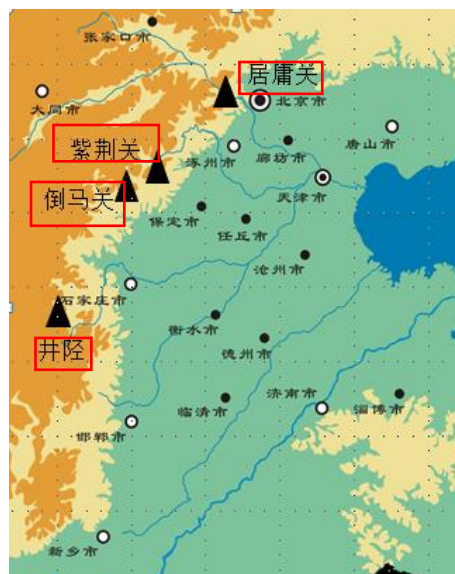 张家口市
居庸关
大同市
北京市
紫荆关
涿州市
廊坊市
唐山市
倒马关
天津市
保定市
任丘市
沧州市
石家庄市
衡水市
井陉
德州市
临清市
济南市
淄博市
邯郸市
新乡市